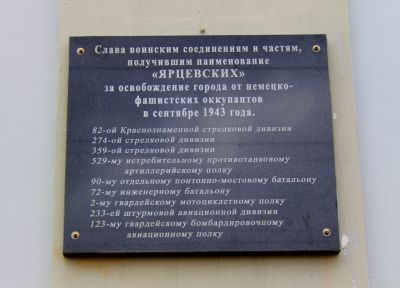 Слава воинским соединениям и частям,
получившим наименование
«ЯРЦЕВСКИХ»
за освобождение города от немецко-
фашистских оккупантов
в сентябре 1943 года.
82-ой Краснознаменной стрелковой дивизии
274-ой стрелковой дивизии
359-ой стрелковой дивизии
529-му истребительному противотанковому
артиллерийскому полку
90-му отдельному понтонно-мостовому батальону
72-му инженерному батальону
2-му гвардейскому мотоциклетному полку
233-ей штурмовой авиационной дивизии
123-му гвардейскому бомбардировочному
авиационному полку